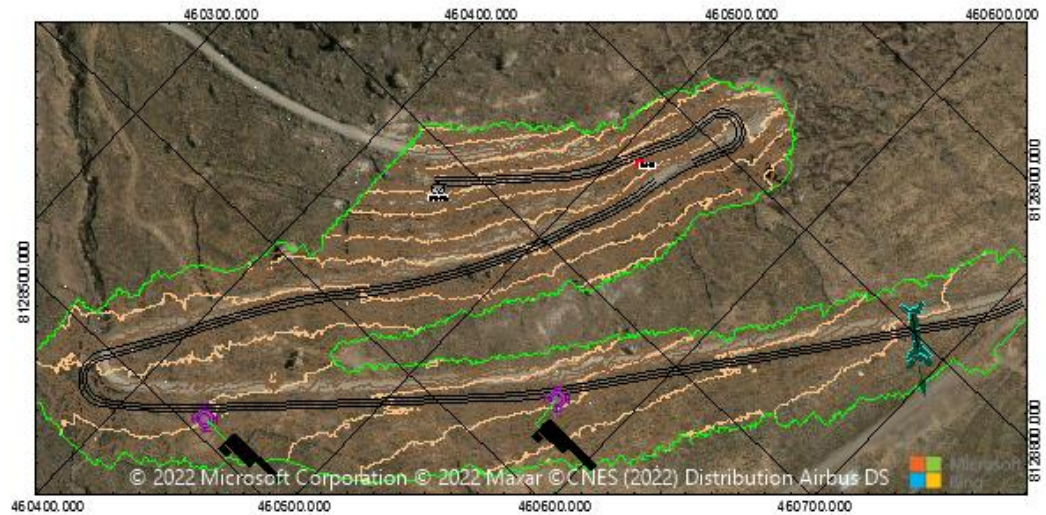 460300.000 460400.000 460500.000 460600.000
8128900.000
8128600.000
8128800.000
© 2022 Microsoft Corporation © 2022 Maxar © CNES (2022) Distribution Airbus DS
Microsoft
Bing
460400.000 460500.000 460600.000 460700.000